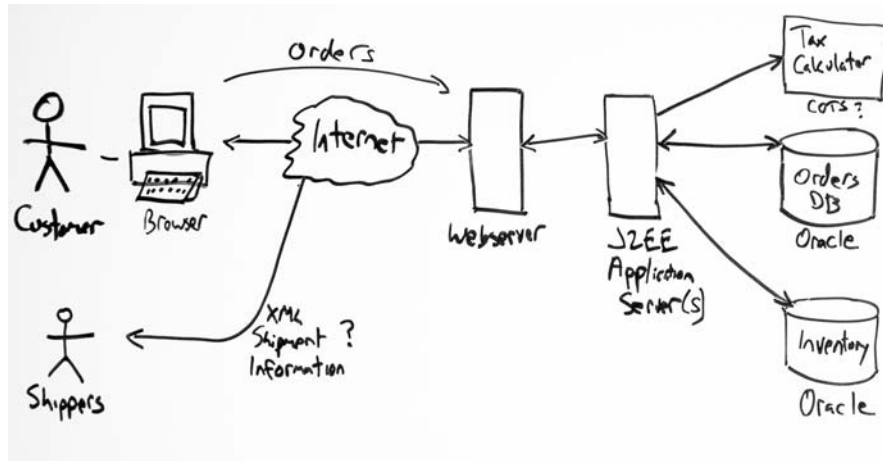 Orders
Tax
Calculator
COTS?
Internet
Customer
Browser
Webserver
J2EE
Application
Server(s)
Orders
DB
Oracle
XML
Shipment ?
Information
Shippers
Inventory
Oracle